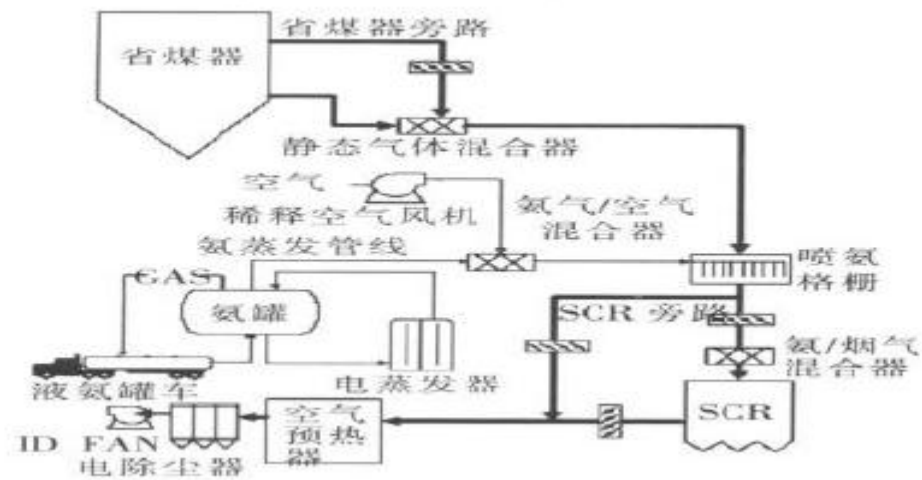 省煤器旁路
省煤器
静态气体混合器
空气
稀释空气风机
氨气/空气
混合器
氨蒸发管线
喷氨
格栅
GAS
氨罐
SCR 旁路
氨/烟气
混合器
液氨罐车
电蒸发器
SCR
空气
预热
器
ID FAN
电除尘器